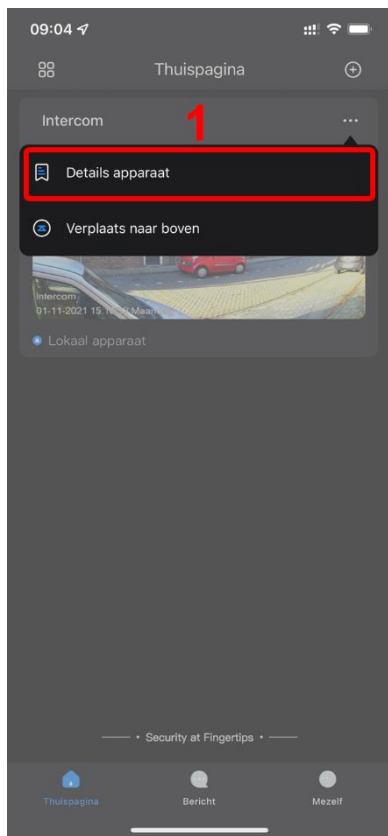 09:04
Thuispagina
Intercom
1
Details apparaat
Verplaats naar boven
Intercom
01-11-2021 15
Lokaal apparaat
• Security at Fingertips •
Thuispagina
Bericht
Mezelf